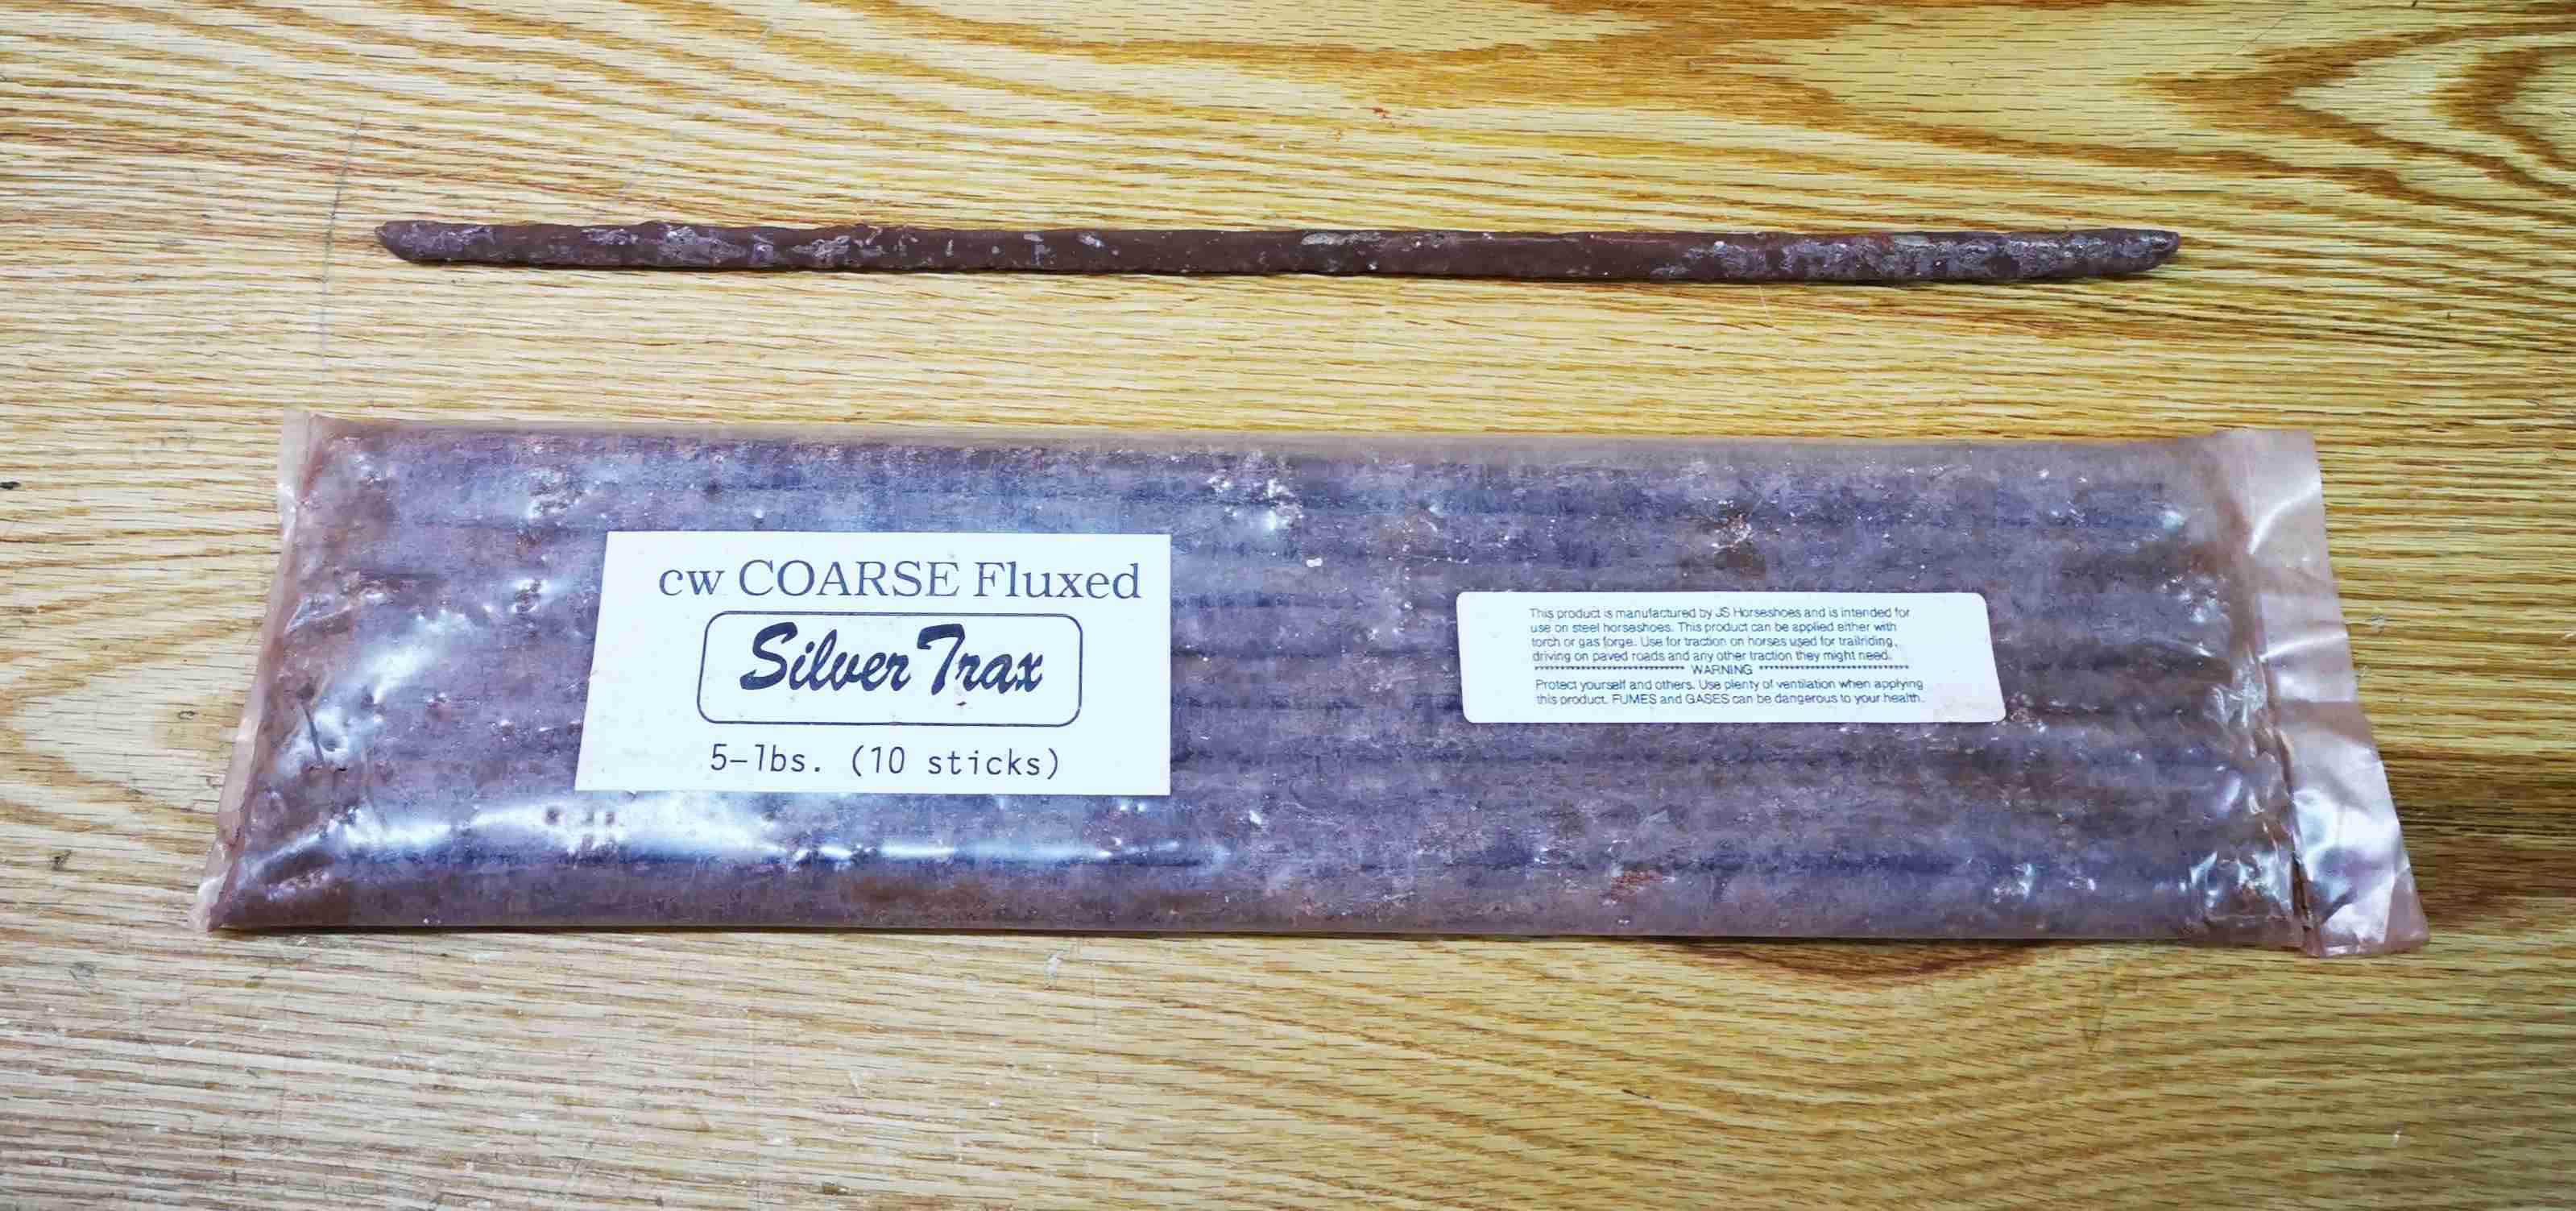 cw COARSE Fluxed
Silver Trax
5-lbs. (10 sticks)
This product is manufactured by JS Horseshoes and is intended for
use on steel horseshoes. This product can be applied either with
torch or gas forge. Use for traction on horses used for trailriding,
driving on paved roads and any other traction they might need.
******************** WARNING ************************
Protect yourself and others. Use plenty of ventilation when applying
this product. FUMES and GASES can be dangerous to your health.